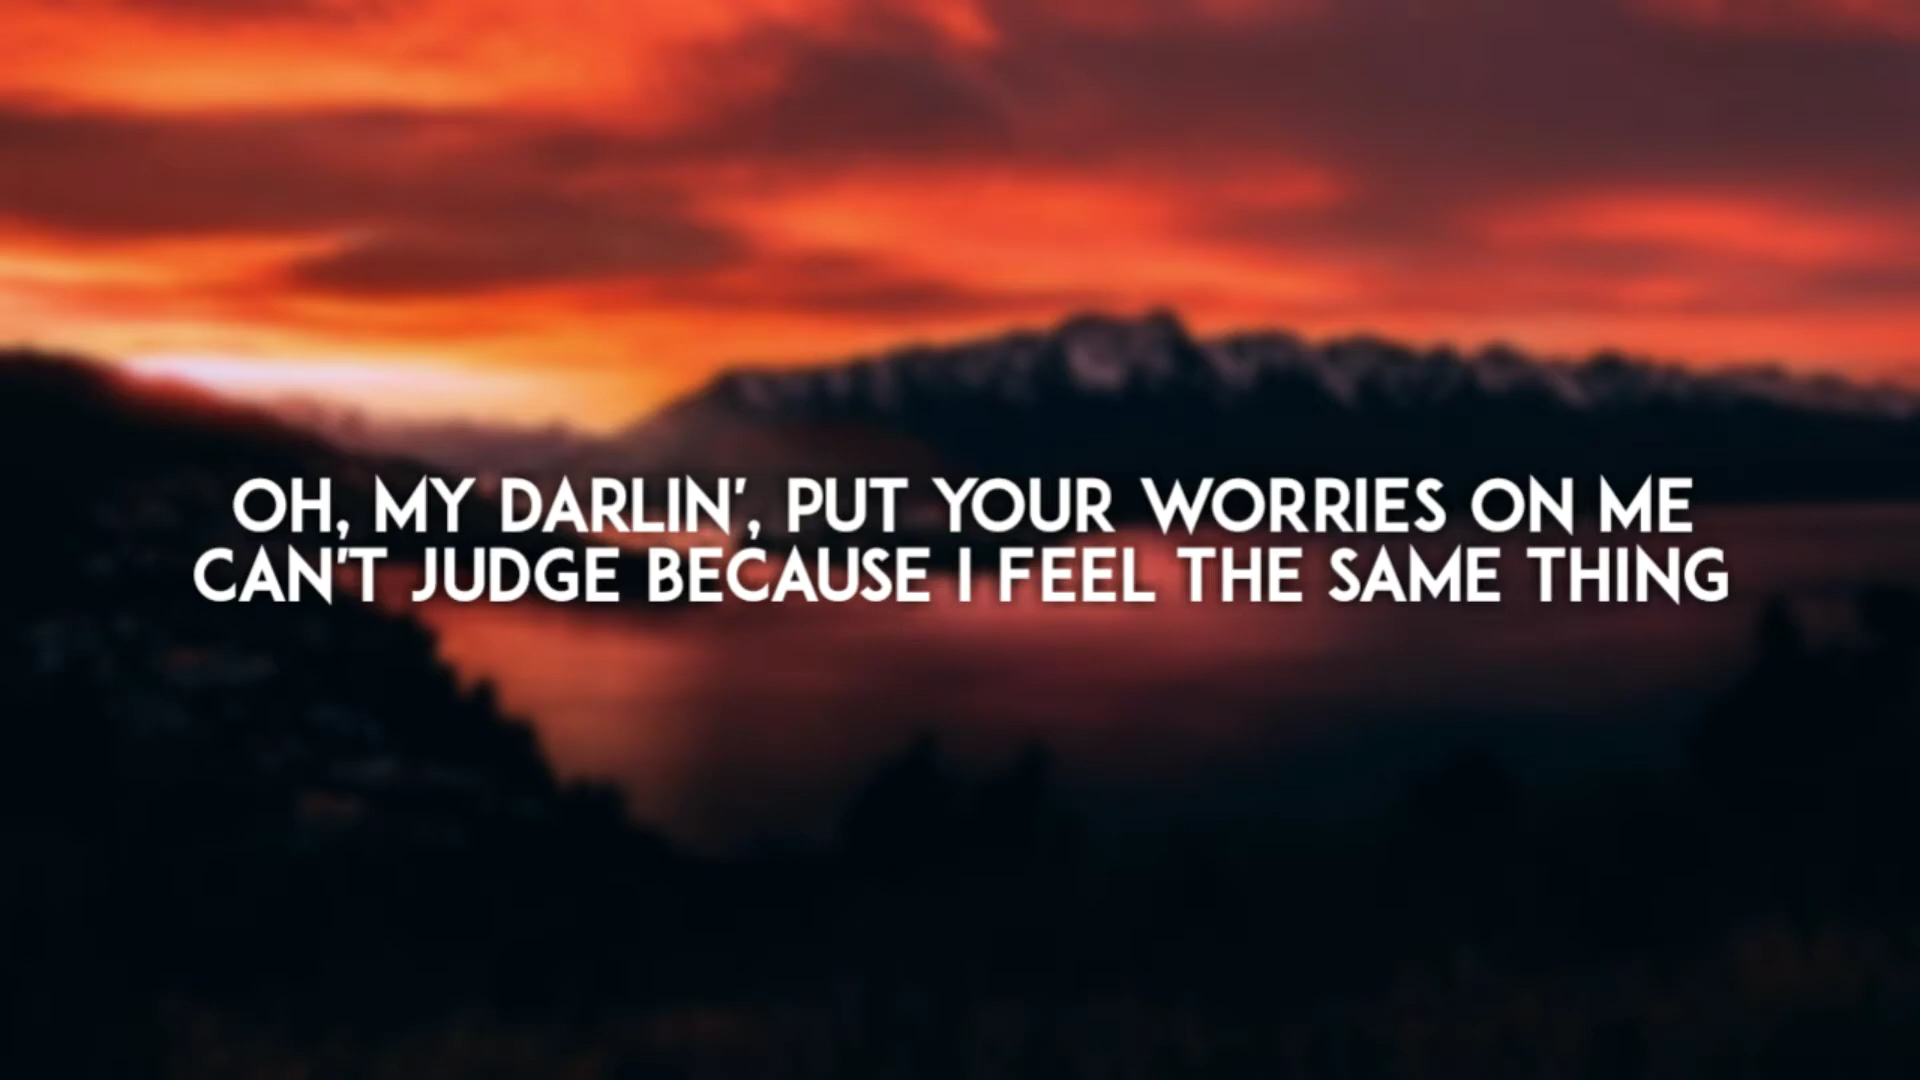 OH, MY DARLIN', PUT YOUR WORRIES ON ME
CAN'T JUDGE BECAUSE I FEEL THE SAME THING